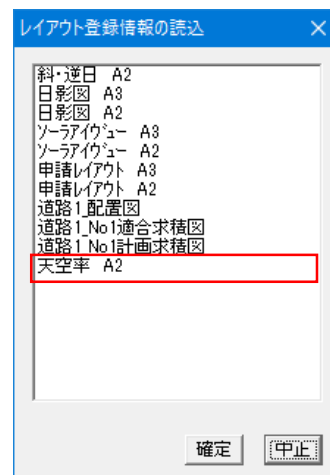 レイアウト登録情報の読込
斜・逆日 A2
日影図 A3
日影図 A2
ソーラアイヴュー A3
ソーラアイヴュー A2
申請レイアウト A3
申請レイアウト A2
道路1_配置図
道路1_No1適合求積図
道路1_No1計画求積図
天空率 A2
確定
中止